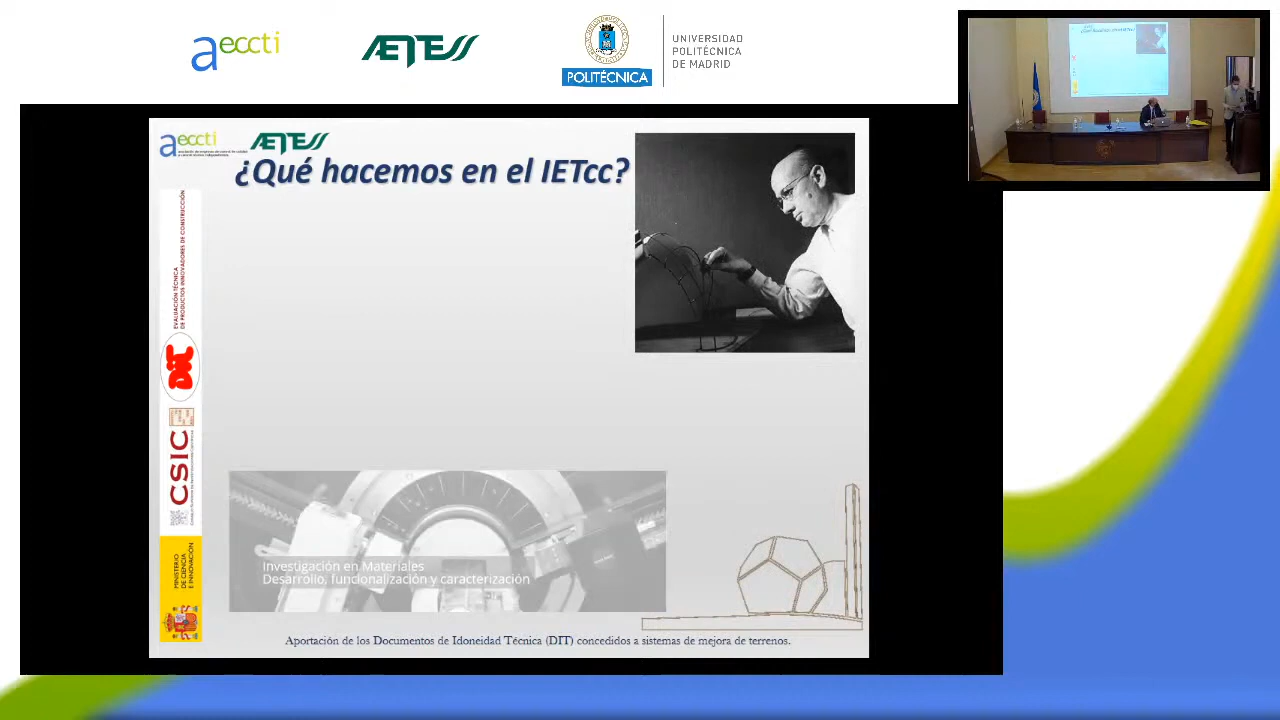 aeccti
AETESS
POLITÉCNICA
UNIVERSIDAD
POLITÉCNICA
DE MADRID
aeccti
AETESS
¿Qué hacemos en el IETcc?
EVALUACIÓN TÉCNICA
DE PRODUCTOS INNOVADORES DE CONSTRUCCIÓN
DIT
CSIC
MINISTERIO
DE CIENCIA
E INNOVACIÓN
Investigación en Materiales
Desarrollo, funcionalización y caracterización
Aportación de los Documentos de Idoneidad Técnica (DIT) concedidos a sistemas de mejora de terrenos.